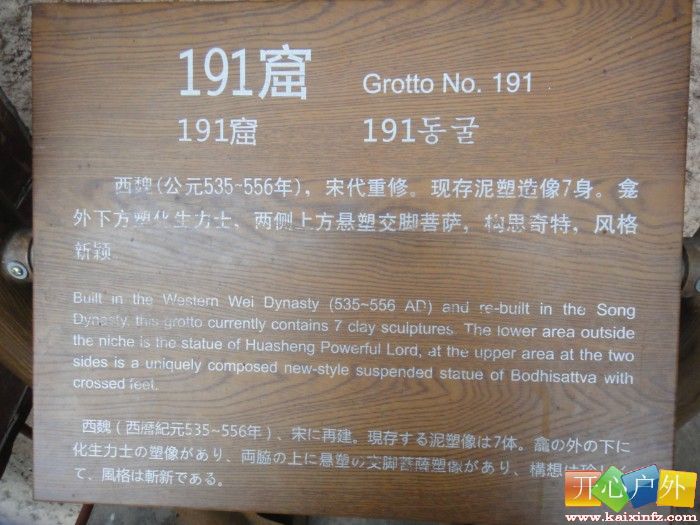 191窟 Grotto No. 191
191窟 191동굴
西魏(公元535~556年)，宋代重修。现存泥塑造像7身。龛
外下方塑化生力士，两侧上方悬塑交脚菩萨，构思奇特，风格
新颖.
Built in the Western Wei Dynasty (535~556 AD) and re-built in the Song
Dynasty, this grotto currently contains 7 clay sculptures. The lower area outside
the niche is the statue of Huasheng Powerful Lord, at the upper area at the two
sides is a uniquely composed new-style suspended statue of Bodhisattva with
crossed feet.
西魏（西暦紀元535~556年）、宋に再建。現存する泥塑像は7体。龕の外の下に
化生力士の塑像があり、両脇の上に悬塑の交脚菩薩塑像があり、構想は
て、風格は斬新である。
开心户外
www.kaixinfz.com